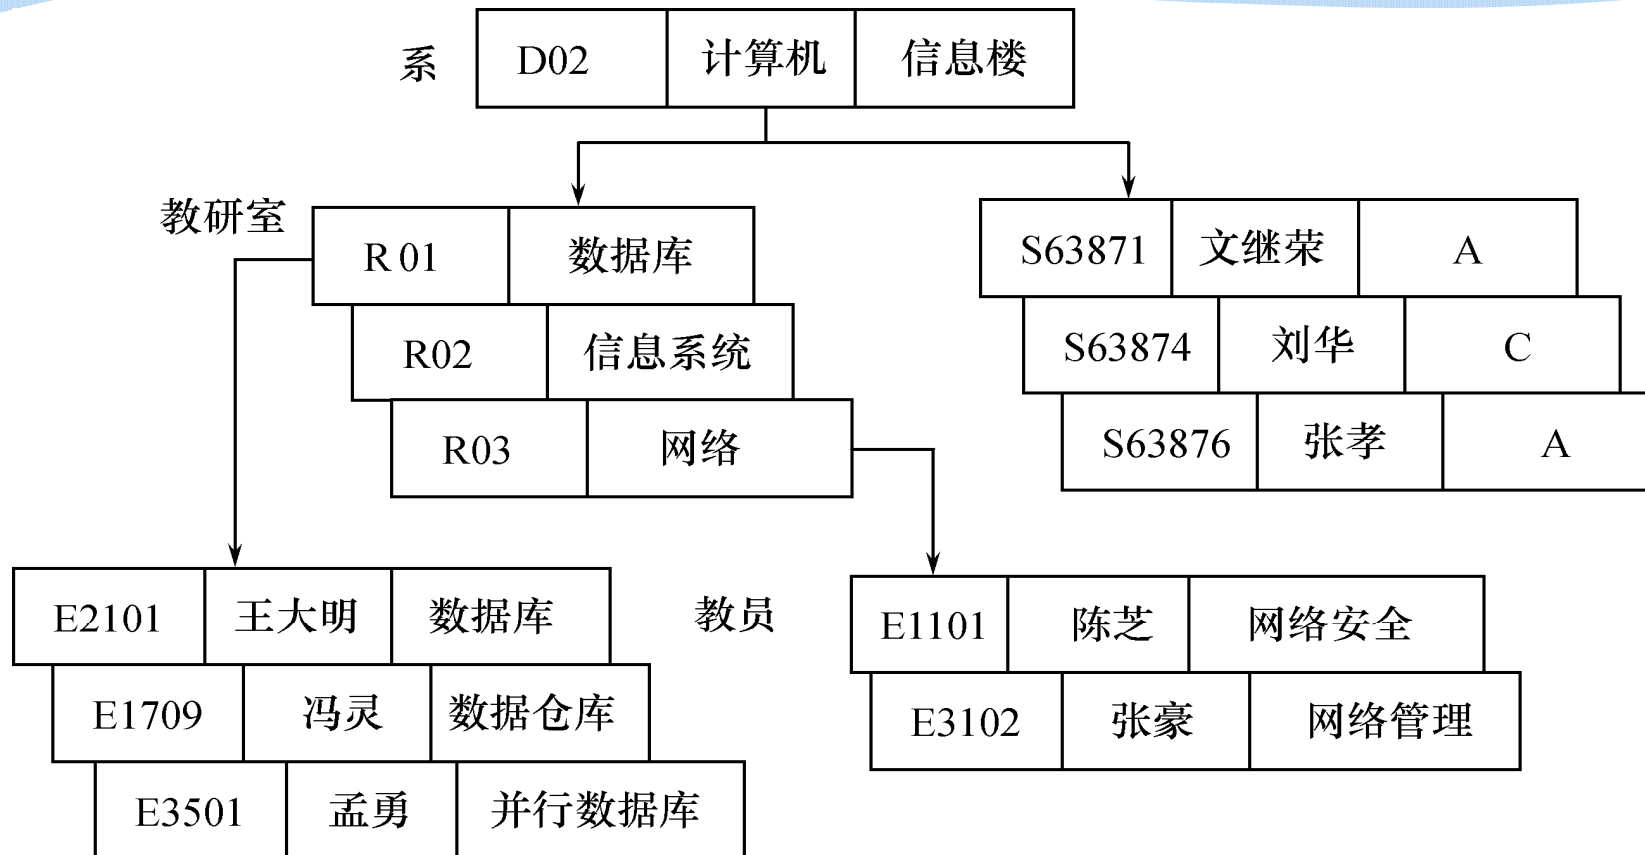 系 D02 计算机 信息楼
教研室 R 01 数据库
S63871 文继荣 A
R02 信息系统
S63874 刘华 C
R03 网络
S63876 张孝 A
E2101 王大明 数据库
教员
E1101 陈芝 网络安全
E1709 冯灵 数据仓库
E3102 张豪 网络管理
E3501 孟勇 并行数据库